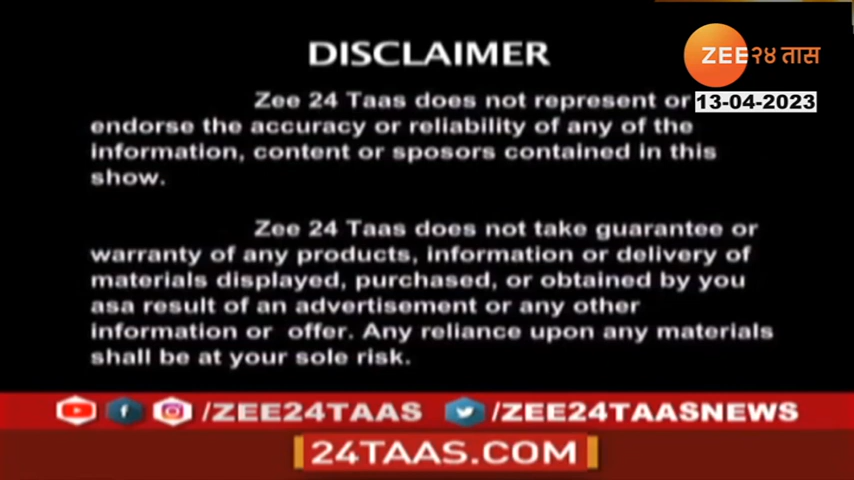 DISCLAIMER
ZEE २४ तास
13-04-2023
Zee 24 Taas does not represent or
endorse the accuracy or reliability of any of the
information, content or sposors contained in this
show.
Zee 24 Taas does not take guarantee or
warranty of any products, information or delivery of
materials displayed, purchased, or obtained by you
asa result of an advertisement or any other
information or offer. Any reliance upon any materials
shall be at your sole risk.
/ZEE24TAAS /ZEE24TAASNEWS
24TAAS.COM